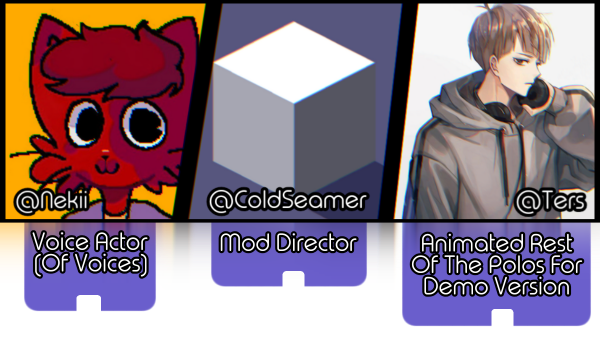 @Nekii
@ColdSeamer
@Ters
Voice Actor
(Of Voices)
Mod Director
Animated Rest
Of The Polos For
Demo Version